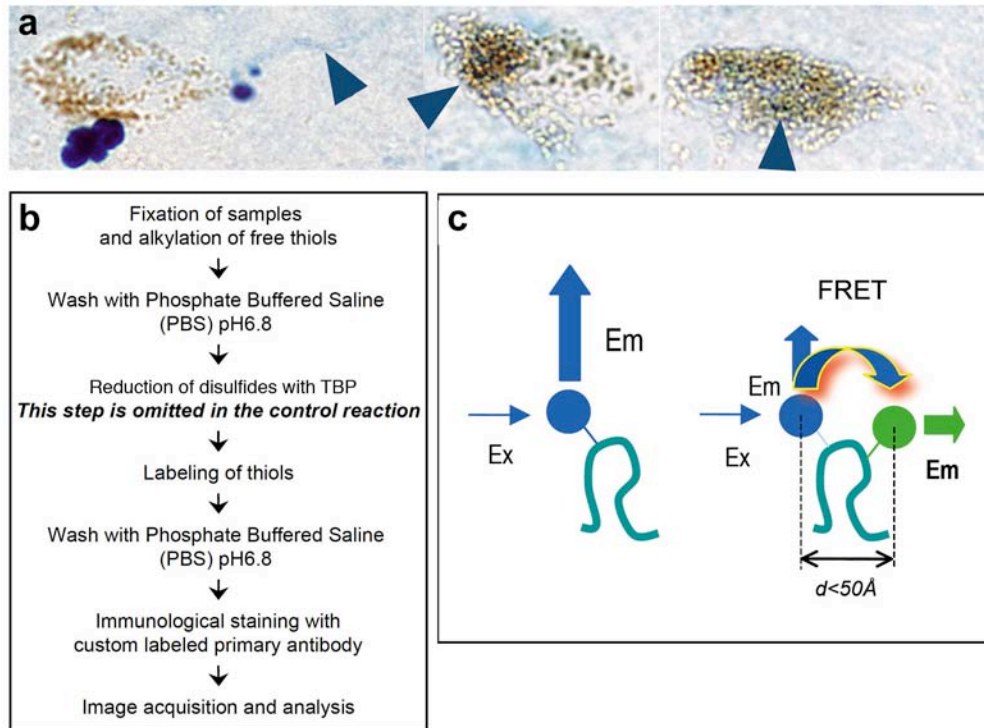 a
b
Fixation of samples
and alkylation of free thiols
Wash with Phosphate Buffered Saline
(PBS) pH6.8
Reduction of disulfides with TBP
This step is omitted in the control reaction
Labeling of thiols
Wash with Phosphate Buffered Saline
(PBS) pH6.8
Immunological staining with
custom labeled primary antibody
Image acquisition and analysis
c
Em
Ex
FRET
Em
Ex
Em
d<50Å